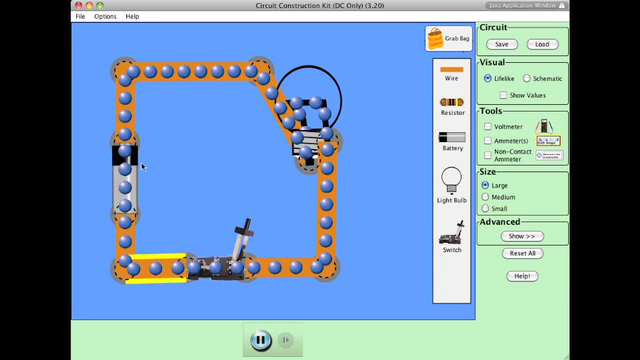 Circuit Construction Kit (DC Only) (3.20)
Java Application Window
File Options Help
Grab Bag
Wire
Resistor
Battery
Light Bulb
Switch
Circuit
Save Load
Visual
Lifelike Schematic
Show Values
Tools
Voltmeter
Ammeter(s)
Non-Contact
Ammeter
Size
Large
Medium
Small
Advanced
Show >>
Reset All
Help!